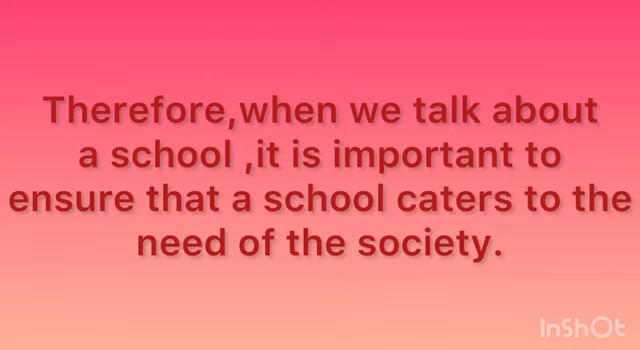 Therefore,when we talk about
a school ,it is important to
ensure that a school caters to the
need of the society.
InShOt